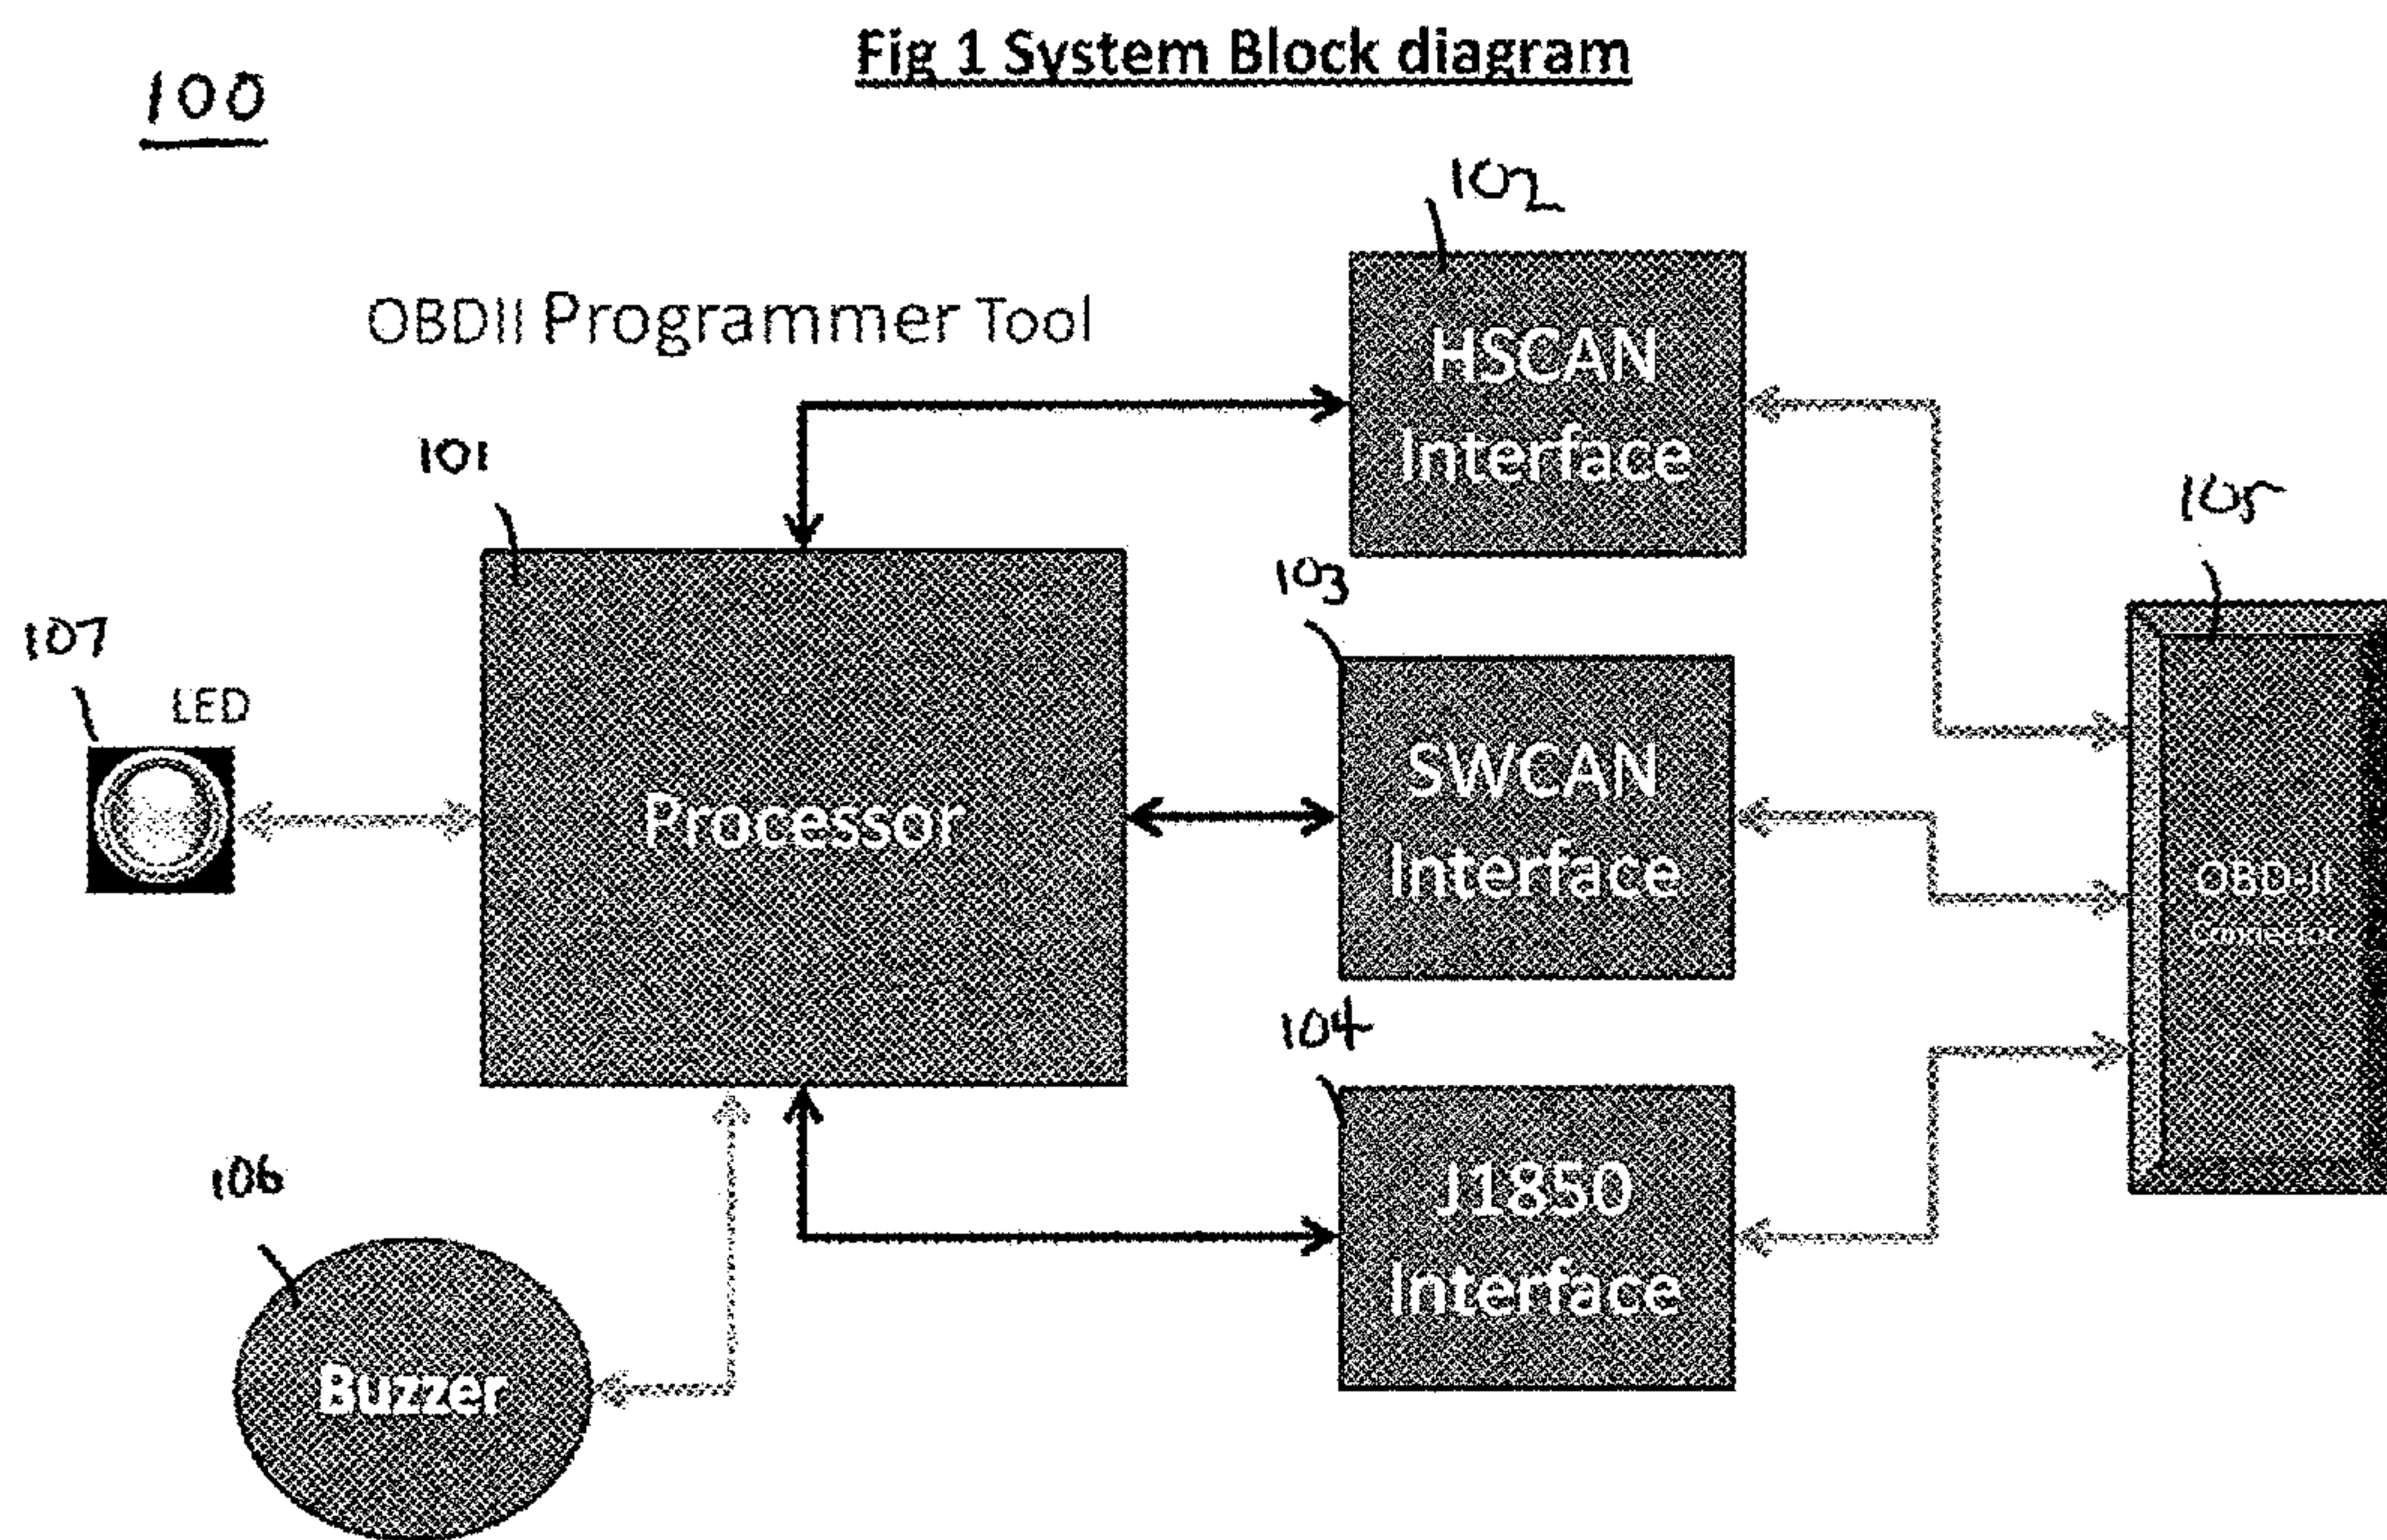 Fig 1 System Block diagram
100
102
OBDII Programmer Tool
HSCAN
Interface
101
105
103
107
LED
SWCAN
Interface
Processor
OBD-II
Connector
104
106
J1850
Interface
Buzzer